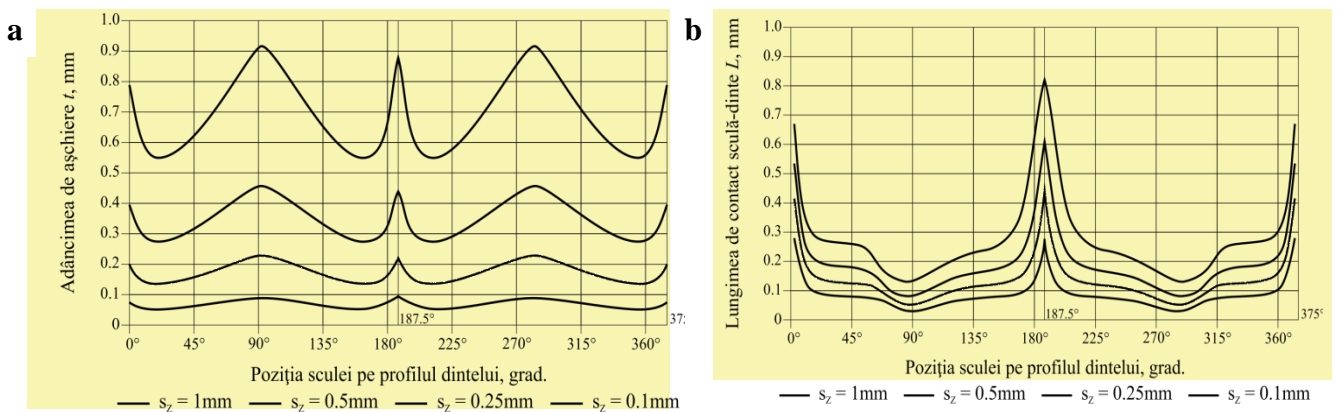 a
Adâncimea de așchiere t, mm
1.0
0.9
0.8
0.7
0.6
0.5
0.4
0.3
0.2
0.1
0
187.5°
0° 45° 90° 135° 180° 225° 270° 315° 360°
Poziția sculei pe profilul dintelui, grad.
s_z = 1mm s_z = 0.5mm s_z = 0.25mm s_z = 0.1mm
b
Lungimea de contact sculă-dinte L, mm
1.0
0.9
0.8
0.7
0.6
0.5
0.4
0.3
0.2
0.1
0
187.5°
375°
0° 45° 90° 135° 180° 225° 270° 315° 360°
Poziția sculei pe profilul dintelui, grad.
s_z = 1mm s_z = 0.5mm s_z = 0.25mm s_z = 0.1mm